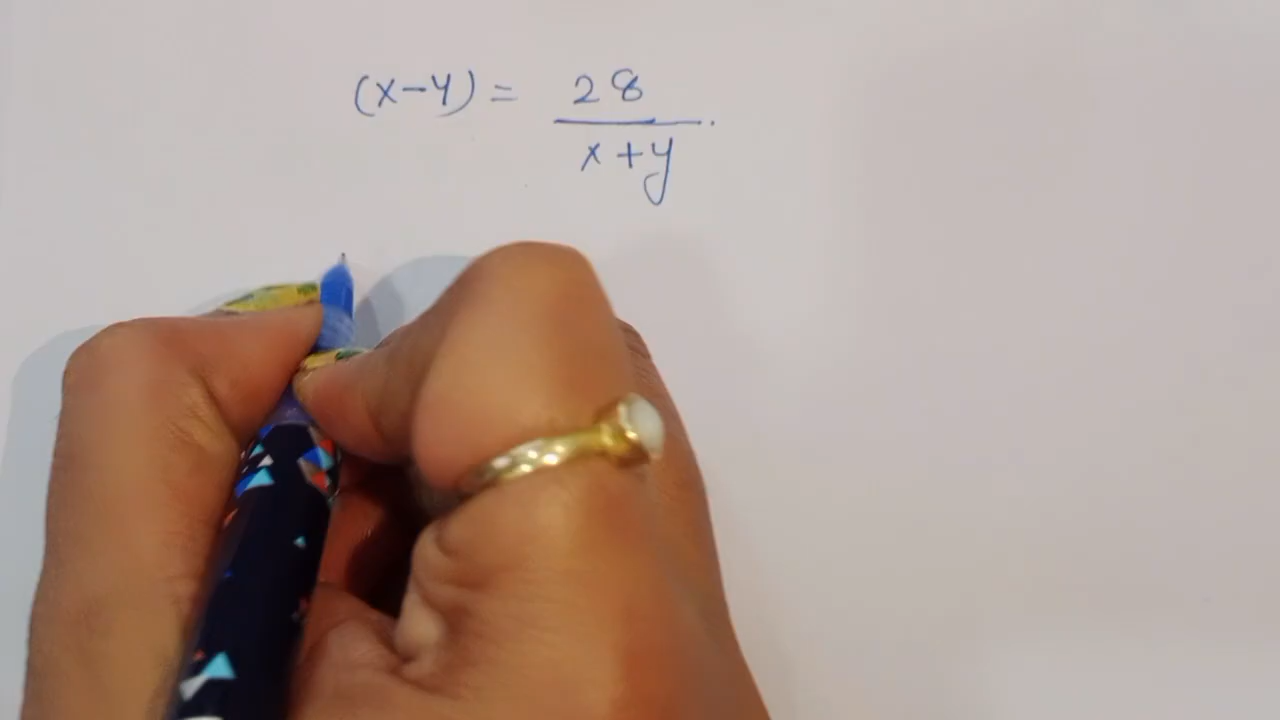 (x-y) = 28
x+y